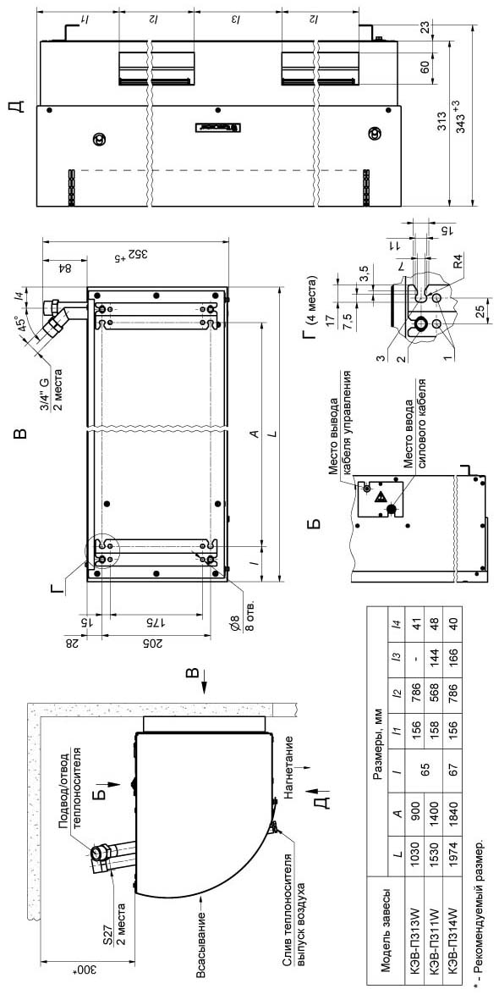 300*
S27
2 места
Подвод/отвод
теплоносителя
Б
В
Всасывание
Слив теплоносителя
выпуск воздуха
Нагнетание
Д
В
45°
l4
84
352+5
3/4" G
2 места
A
L
l
Г
15
28
175
205
Ø8
8 отв.
Д
l1
l2
l3
l2
23
60
313
343+3
Б
Место вывода
кабеля управления
Место ввода
силового кабеля
Г (4 места)
17
7,5
3,5
7
11
15
R4
25
3
2
1
Модель завесы
Размеры, мм
L A l l1 l2 l3 l4
КЭВ-П313W 1030 900 65 156 786 - 41
КЭВ-П311W 1530 1400 158 568 144 48
КЭВ-П314W 1974 1840 67 156 786 166 40
* - Рекомендуемый размер.